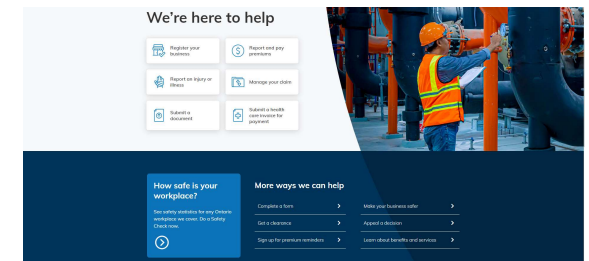 We're here to help
Register your
business
Report and pay
premiums
Report an injury or
illness
Manage your claim
Submit a
document
Submit a health
care invoice for
payment
How safe is your
workplace?
See safety statistics for any Ontario
workplace we cover. Do a Safety
Check now.
More ways we can help
Complete a form
Make your business safer
Get a clearance
Appeal a decision
Sign up for premium reminders
Learn about benefits and services